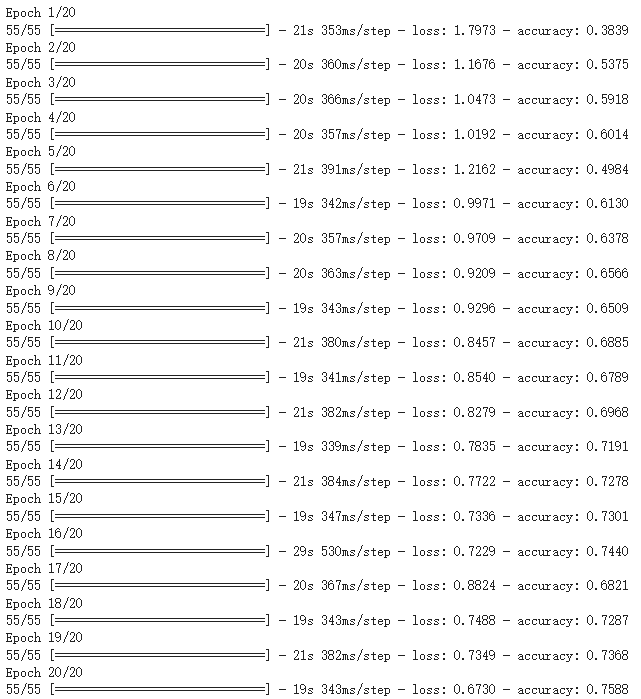 Epoch 1/20
55/55 [==============================] - 21s 353ms/step - loss: 1.7973 - accuracy: 0.3839
Epoch 2/20
55/55 [==============================] - 20s 360ms/step - loss: 1.1676 - accuracy: 0.5375
Epoch 3/20
55/55 [==============================] - 20s 366ms/step - loss: 1.0473 - accuracy: 0.5918
Epoch 4/20
55/55 [==============================] - 20s 357ms/step - loss: 1.0192 - accuracy: 0.6014
Epoch 5/20
55/55 [==============================] - 21s 391ms/step - loss: 1.2162 - accuracy: 0.4984
Epoch 6/20
55/55 [==============================] - 19s 342ms/step - loss: 0.9971 - accuracy: 0.6130
Epoch 7/20
55/55 [==============================] - 20s 357ms/step - loss: 0.9709 - accuracy: 0.6378
Epoch 8/20
55/55 [==============================] - 20s 363ms/step - loss: 0.9209 - accuracy: 0.6566
Epoch 9/20
55/55 [==============================] - 19s 343ms/step - loss: 0.9296 - accuracy: 0.6509
Epoch 10/20
55/55 [==============================] - 21s 380ms/step - loss: 0.8457 - accuracy: 0.6885
Epoch 11/20
55/55 [==============================] - 19s 341ms/step - loss: 0.8540 - accuracy: 0.6789
Epoch 12/20
55/55 [==============================] - 21s 382ms/step - loss: 0.8279 - accuracy: 0.6968
Epoch 13/20
55/55 [==============================] - 19s 339ms/step - loss: 0.7835 - accuracy: 0.7191
Epoch 14/20
55/55 [==============================] - 21s 384ms/step - loss: 0.7722 - accuracy: 0.7278
Epoch 15/20
55/55 [==============================] - 19s 347ms/step - loss: 0.7336 - accuracy: 0.7301
Epoch 16/20
55/55 [==============================] - 29s 530ms/step - loss: 0.7229 - accuracy: 0.7440
Epoch 17/20
55/55 [==============================] - 20s 367ms/step - loss: 0.8824 - accuracy: 0.6821
Epoch 18/20
55/55 [==============================] - 19s 343ms/step - loss: 0.7488 - accuracy: 0.7287
Epoch 19/20
55/55 [==============================] - 21s 382ms/step - loss: 0.7349 - accuracy: 0.7368
Epoch 20/20
55/55 [==============================] - 19s 343ms/step - loss: 0.6730 - accuracy: 0.7588